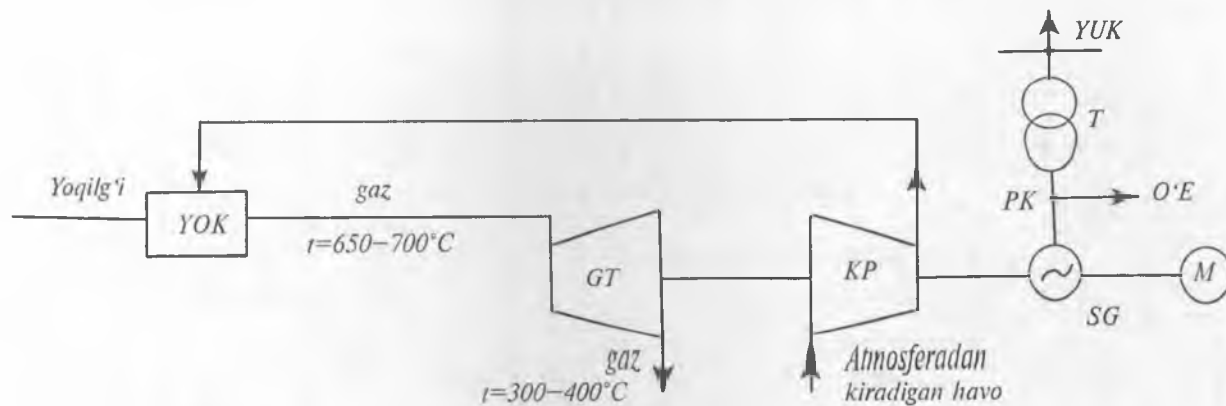 YUK
T
Yoqilg‘i
YOK
gaz
t=650–700°C
PK
O‘E
GT
KP
M
SG
gaz
t=300–400°C
Atmosferadan
kiradigan havo